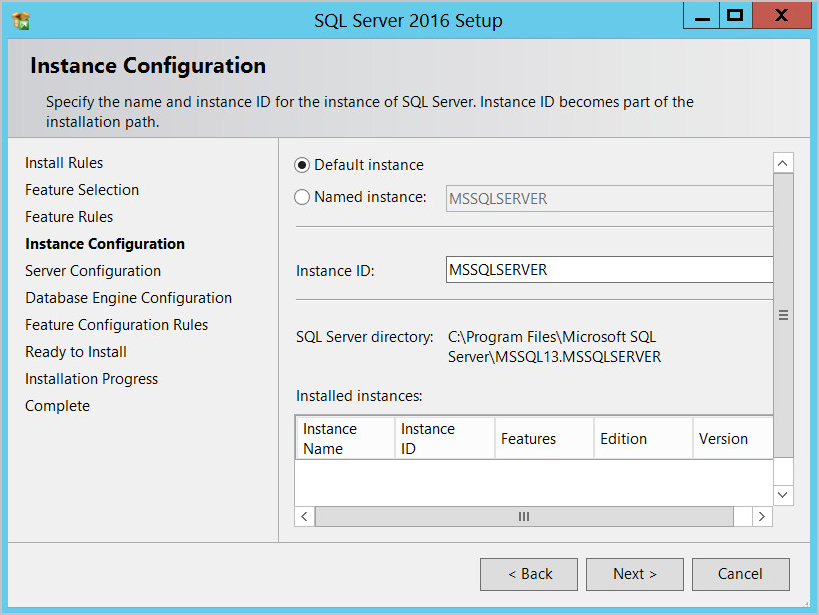 SQL Server 2016 Setup
Instance Configuration
Specify the name and instance ID for the instance of SQL Server. Instance ID becomes part of the
installation path.
Install Rules
Feature Selection
Feature Rules
Instance Configuration
Server Configuration
Database Engine Configuration
Feature Configuration Rules
Ready to Install
Installation Progress
Complete
Default instance
Named instance: MSSQLSERVER
Instance ID: MSSQLSERVER
SQL Server directory: C:\Program Files\Microsoft SQL
Server\MSSQL13.MSSQLSERVER
Installed instances:
Instance Name Instance ID Features Edition Version
< Back Next > Cancel